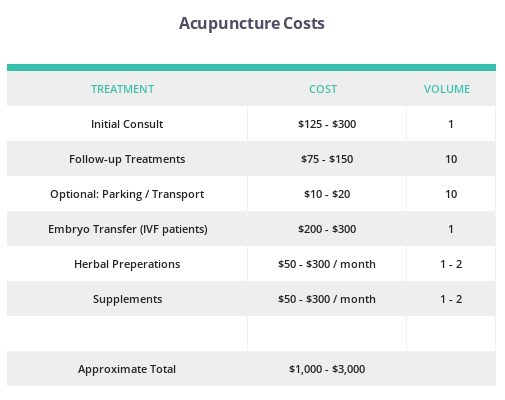 Acupuncture Costs
TREATMENT COST VOLUME
Initial Consult $125 - $300 1
Follow-up Treatments $75 - $150 10
Optional: Parking / Transport $10 - $20 10
Embryo Transfer (IVF patients) $200 - $300 1
Herbal Preperations $50 - $300 / month 1 - 2
Supplements $50 - $300 / month 1 - 2
Approximate Total $1,000 - $3,000